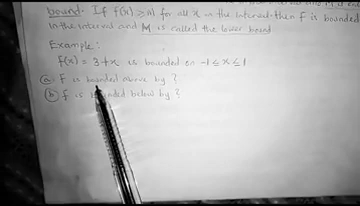 bound. If f(x) ≥ M for all x in the interval then f is bounded
in the interval and M is called the lower bound.
Example:
f(x) = 3+x is bounded on -1 ≤ x ≤ 1
(a) f is bounded above by ?
(b) f is bounded below by ?